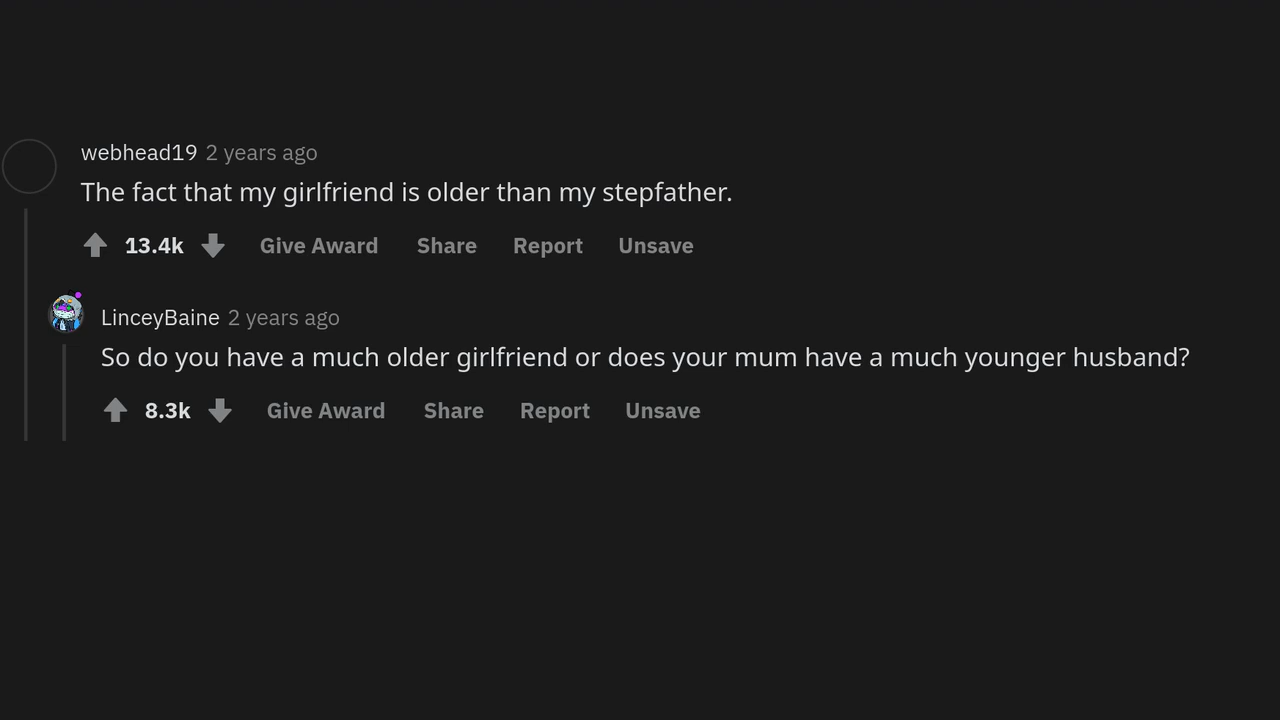 webhead19 2 years ago
The fact that my girlfriend is older than my stepfather.
13.4k Give Award Share Report Unsave
LinceyBaine 2 years ago
So do you have a much older girlfriend or does your mum have a much younger husband?
8.3k Give Award Share Report Unsave